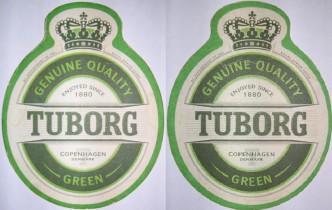 GENUINE QUALITY
ENJOYED SINCE
1880
TUBORG
COPENHAGEN
DENMARK
GREEN
GENUINE QUALITY
ENJOYED SINCE
1880
TUBORG
COPENHAGEN
DENMARK
GREEN